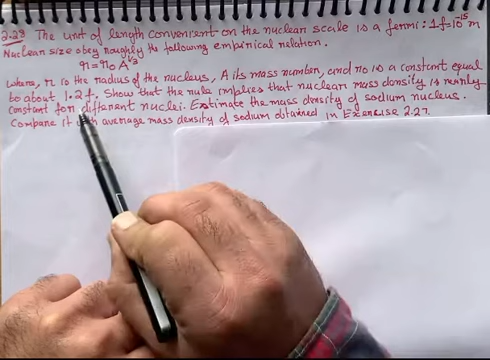 2.28 The unit of length convenient on the nuclear scale is a fermi: 1f=10⁻¹⁵ m
Nuclear size obey roughly the following empirical relation.
r = r₀ A^(1/3)
where, r is the radius of the nucleus, A its mass number, and r₀ is a constant equal
to about 1.2f. Show that the rule implies that nuclear mass density is nearly
constant for different nuclei. Estimate the mass density of sodium nucleus.
Compare it average mass density of sodium obtained in Exercise 2.27.